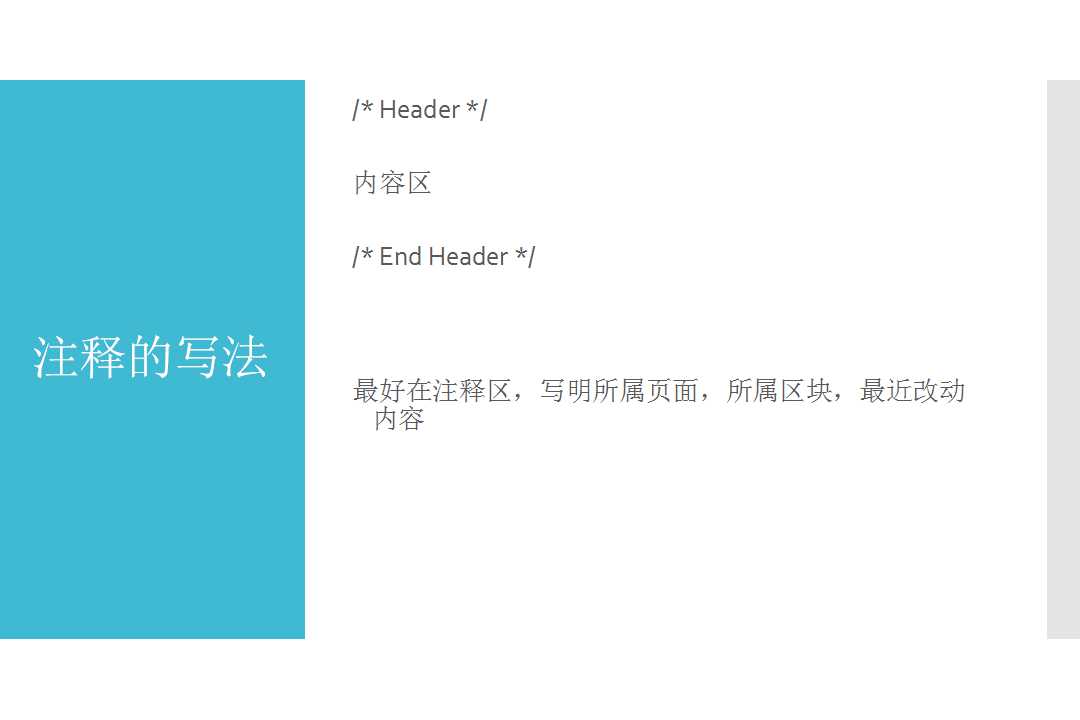 注释的写法
/* Header */
内容区
/* End Header */
最好在注释区，写明所属页面，所属区块，最近改动
内容